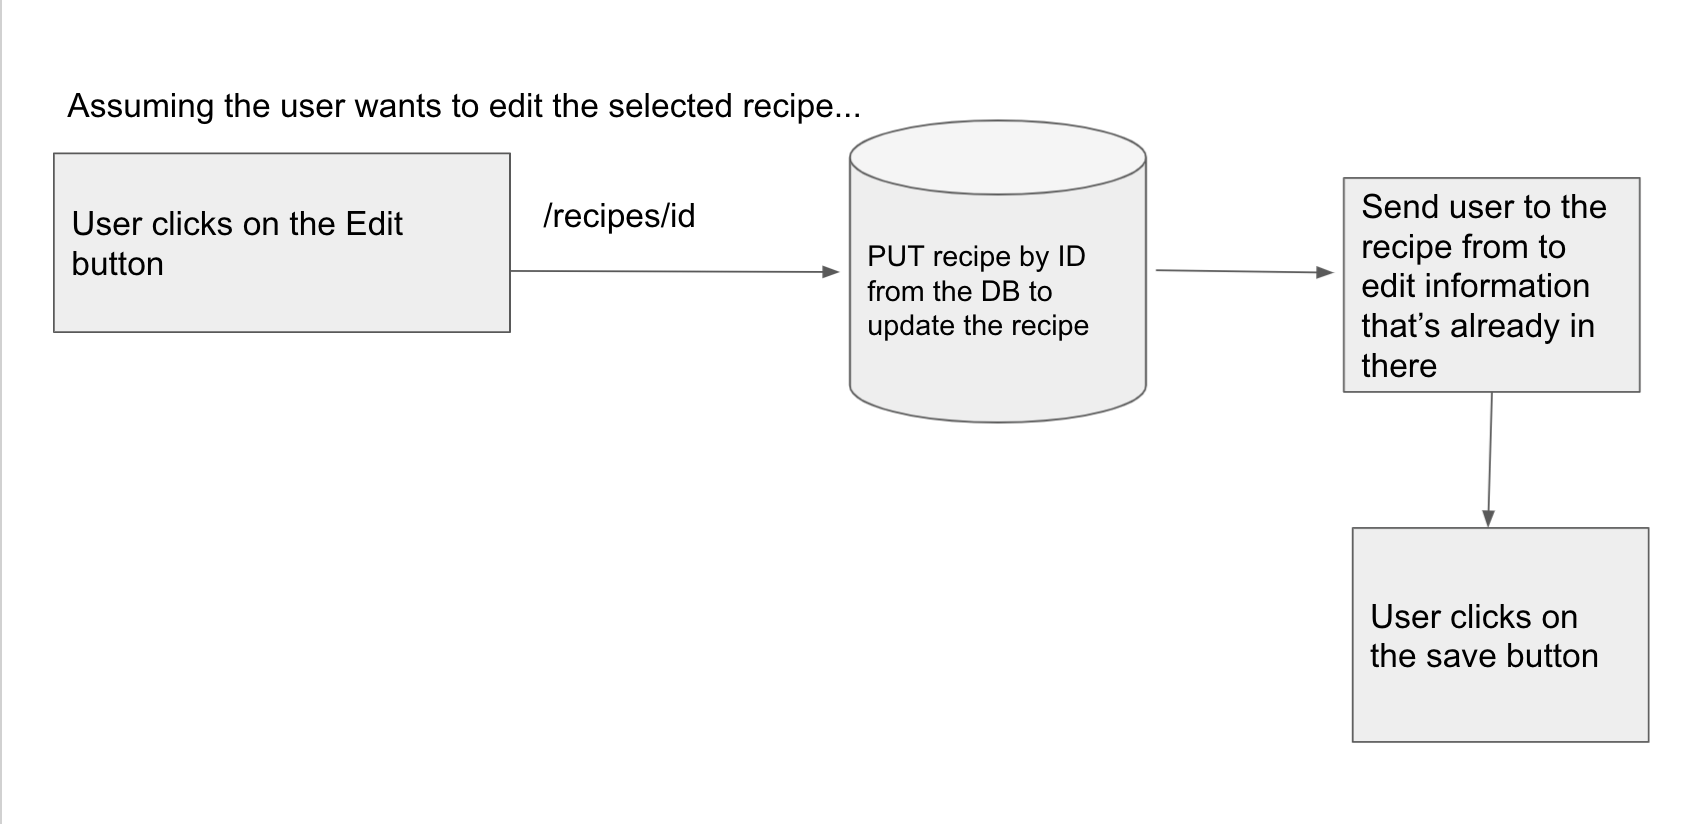 Assuming the user wants to edit the selected recipe...
User clicks on the Edit
button
/recipes/id
PUT recipe by ID
from the DB to
update the recipe
Send user to the
recipe from to
edit information
that’s already in
there
User clicks on
the save button